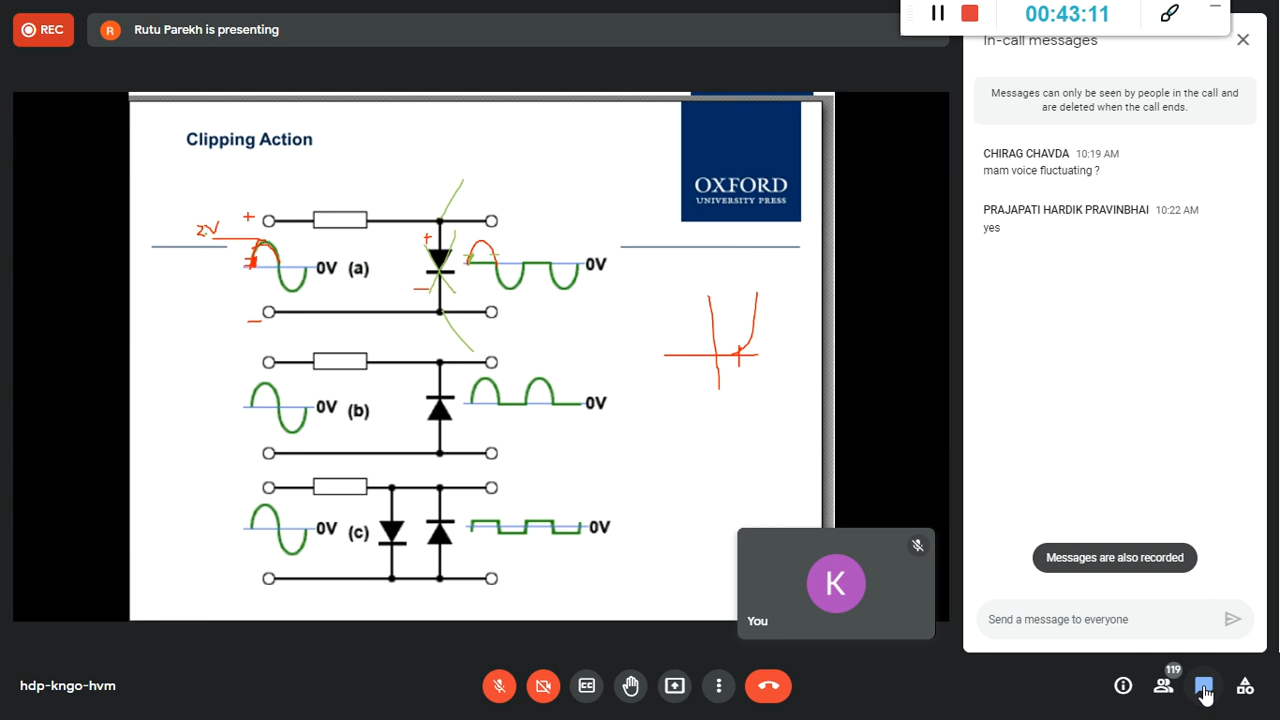 REC
R
Rutu Parekh is presenting
00:43:11
In-call messages
Messages can only be seen by people in the call and
are deleted when the call ends.
CHIRAG CHAVDA 10:19 AM
mam voice fluctuating ?
PRAJAPATI HARDIK PRAVINBHAI 10:22 AM
yes
Clipping Action
OXFORD
UNIVERSITY PRESS
+
2V
+
0V (a)
0V
−
−
0V (b)
0V
0V (c)
0V
K
You
Messages are also recorded
Send a message to everyone
hdp-kngo-hvm
CC
119